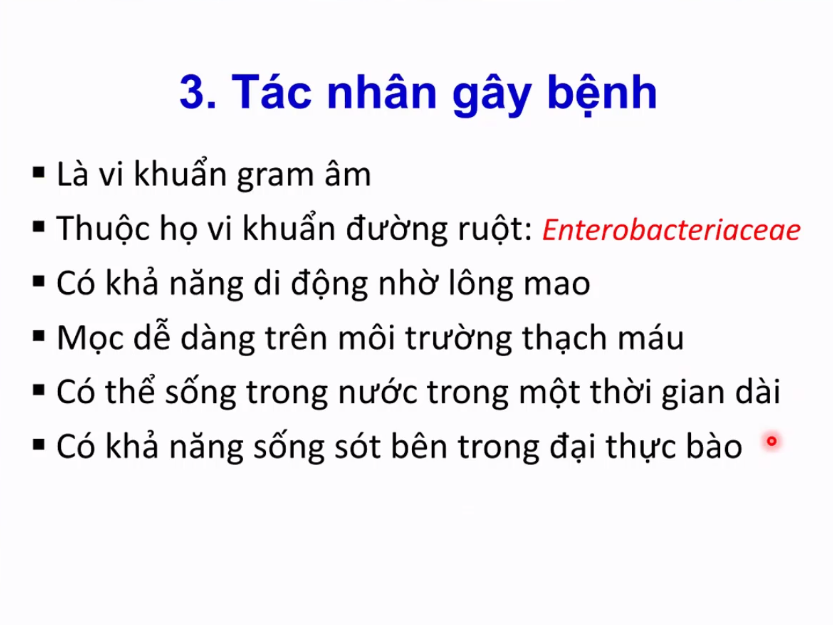 3. Tác nhân gây bệnh
▪ Là vi khuẩn gram âm
▪ Thuộc họ vi khuẩn đường ruột: Enterobacteriaceae
▪ Có khả năng di động nhờ lông mao
▪ Mọc dễ dàng trên môi trường thạch máu
▪ Có thể sống trong nước trong một thời gian dài
▪ Có khả năng sống sót bên trong đại thực bào